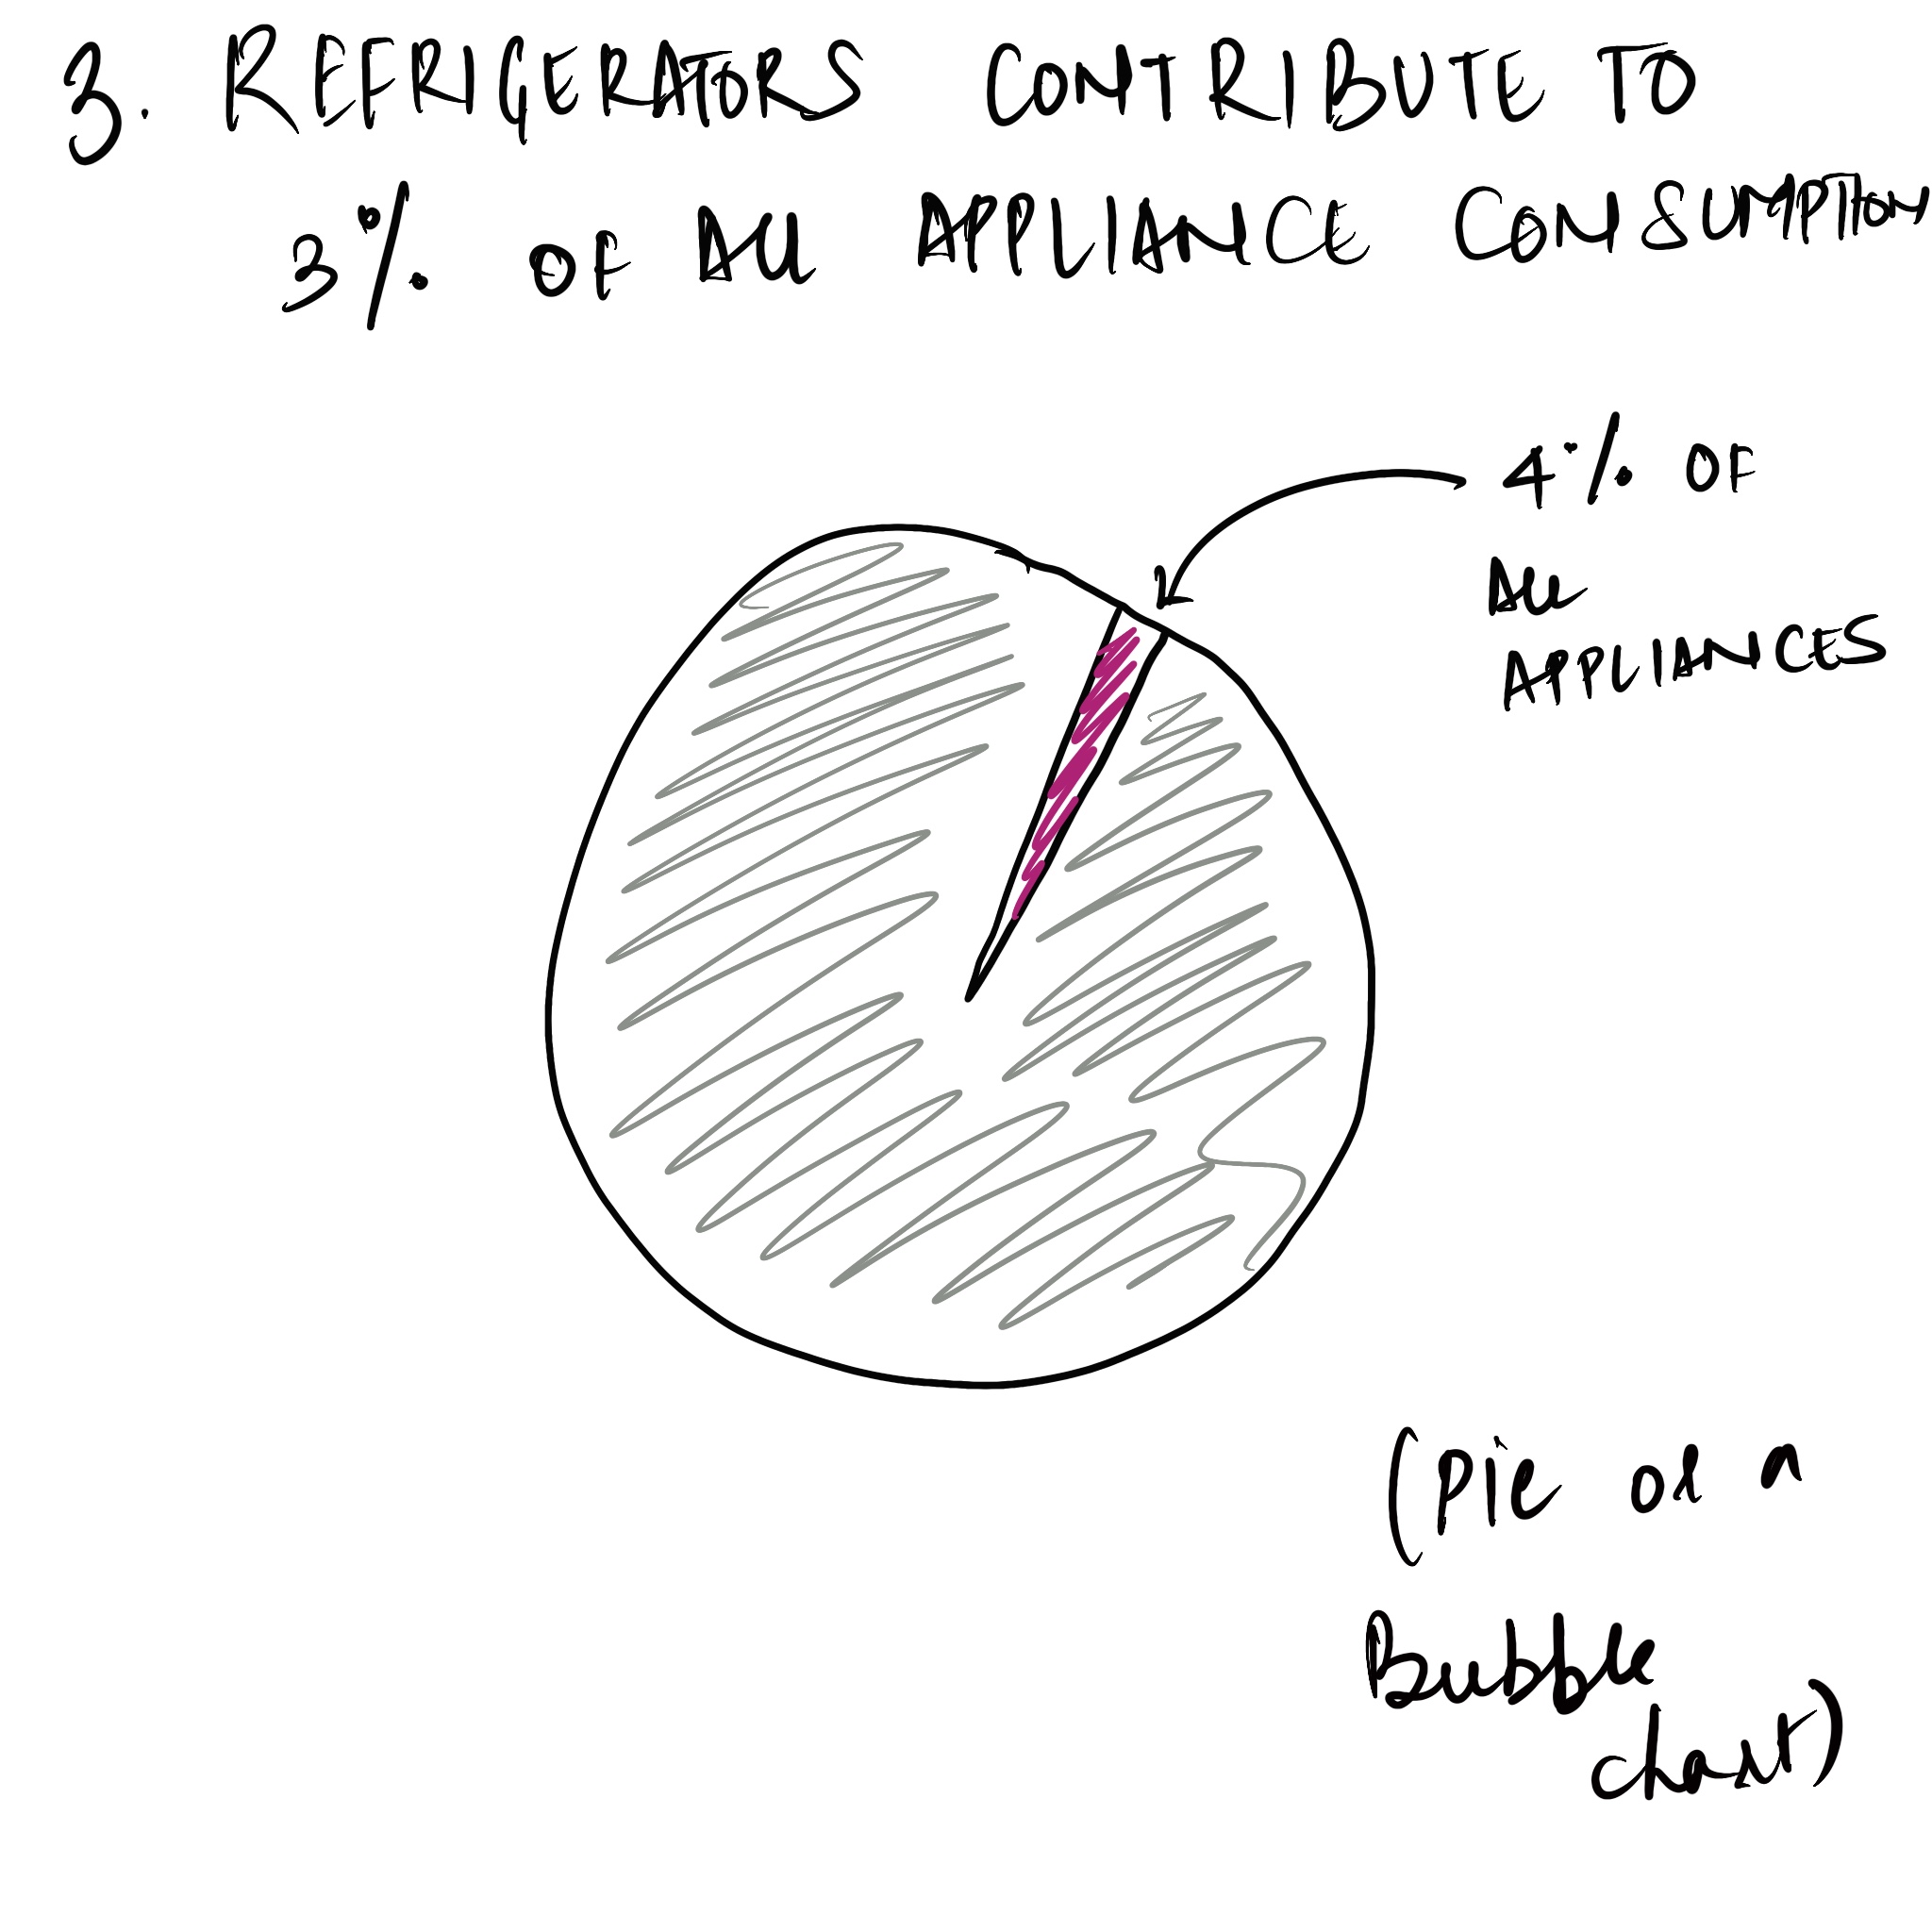 3. REFRIGERATORS CONTRIBUTE TO
3% OF All APPLIANCE CONSUMPTION
4% OF
All
APPLIANCES
(Pie or a
Bubble
chart)